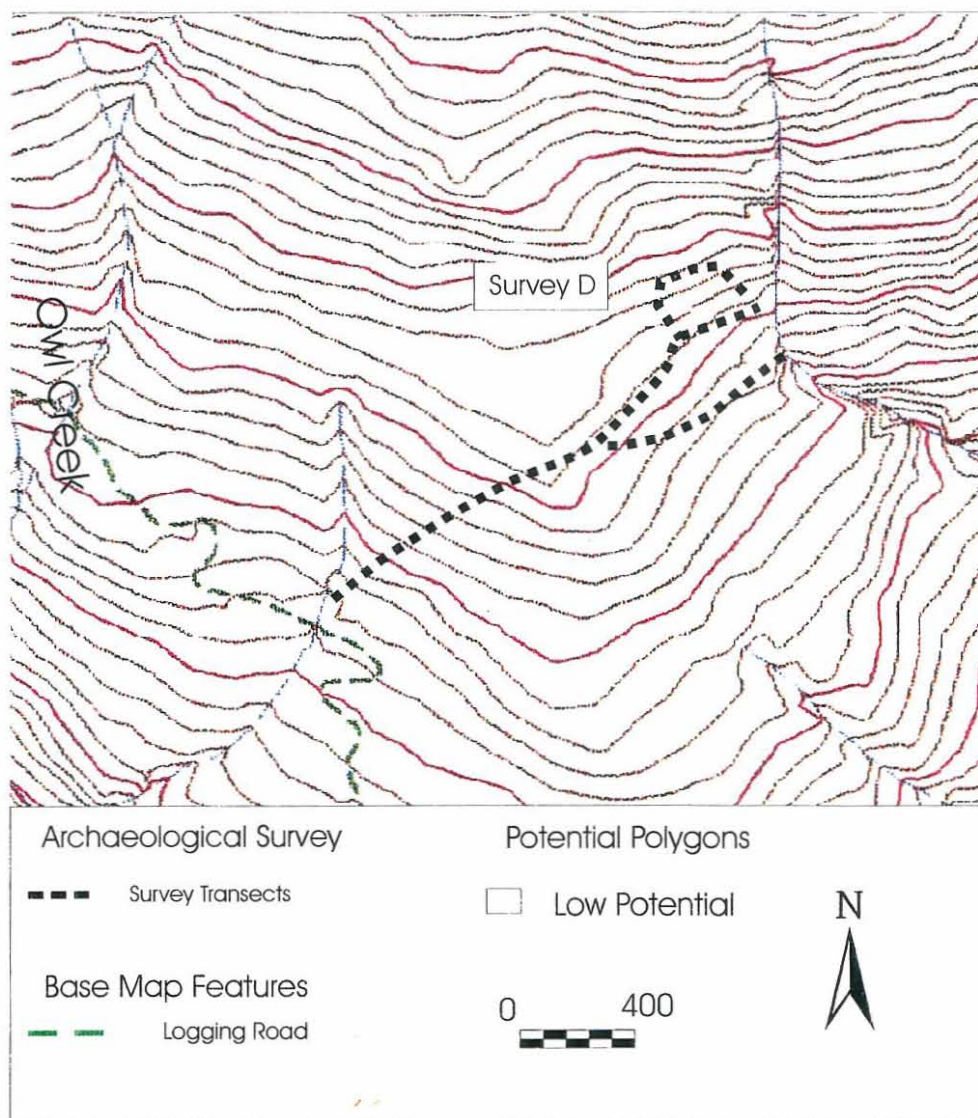 Survey D
Owl Creek
Archaeological Survey
Survey Transects
Base Map Features
Logging Road
Potential Polygons
Low Potential
0 400
N